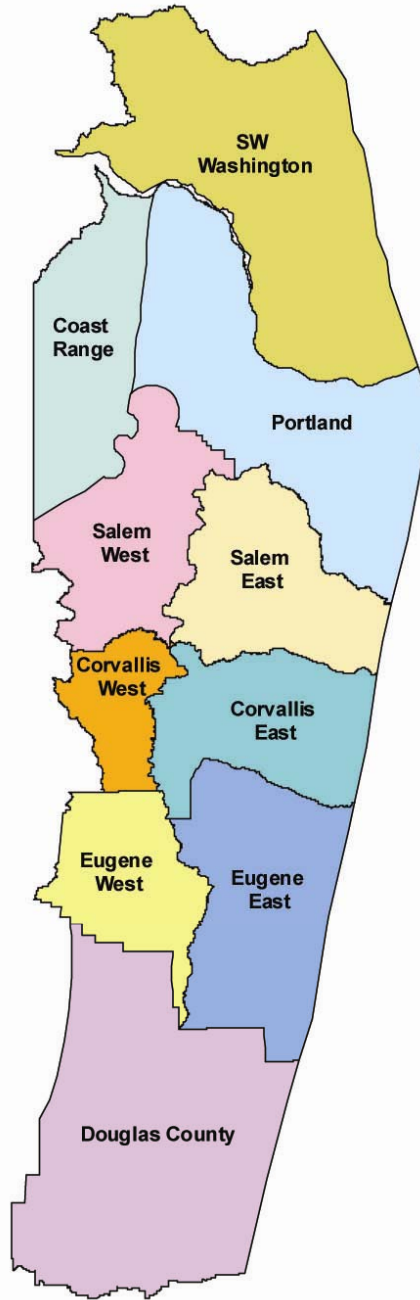 SW
Washington
Coast
Range
Portland
Salem
West
Salem
East
Corvallis
West
Corvallis
East
Eugene
West
Eugene
East
Douglas County